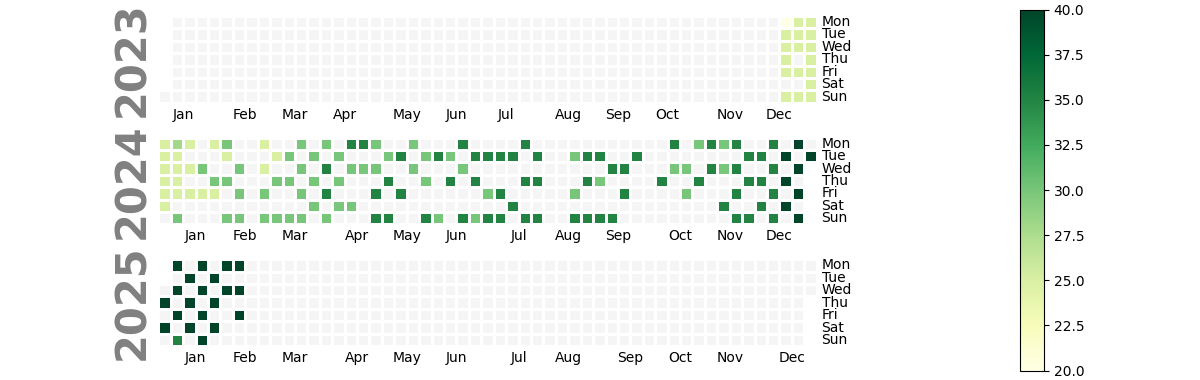 2023
Mon
Tue
Wed
Thu
Fri
Sat
Sun
Jan Feb Mar Apr May Jun Jul Aug Sep Oct Nov Dec
2024
Mon
Tue
Wed
Thu
Fri
Sat
Sun
Jan Feb Mar Apr May Jun Jul Aug Sep Oct Nov Dec
2025
Mon
Tue
Wed
Thu
Fri
Sat
Sun
Jan Feb Mar Apr May Jun Jul Aug Sep Oct Nov Dec
40.0
37.5
35.0
32.5
30.0
27.5
25.0
22.5
20.0